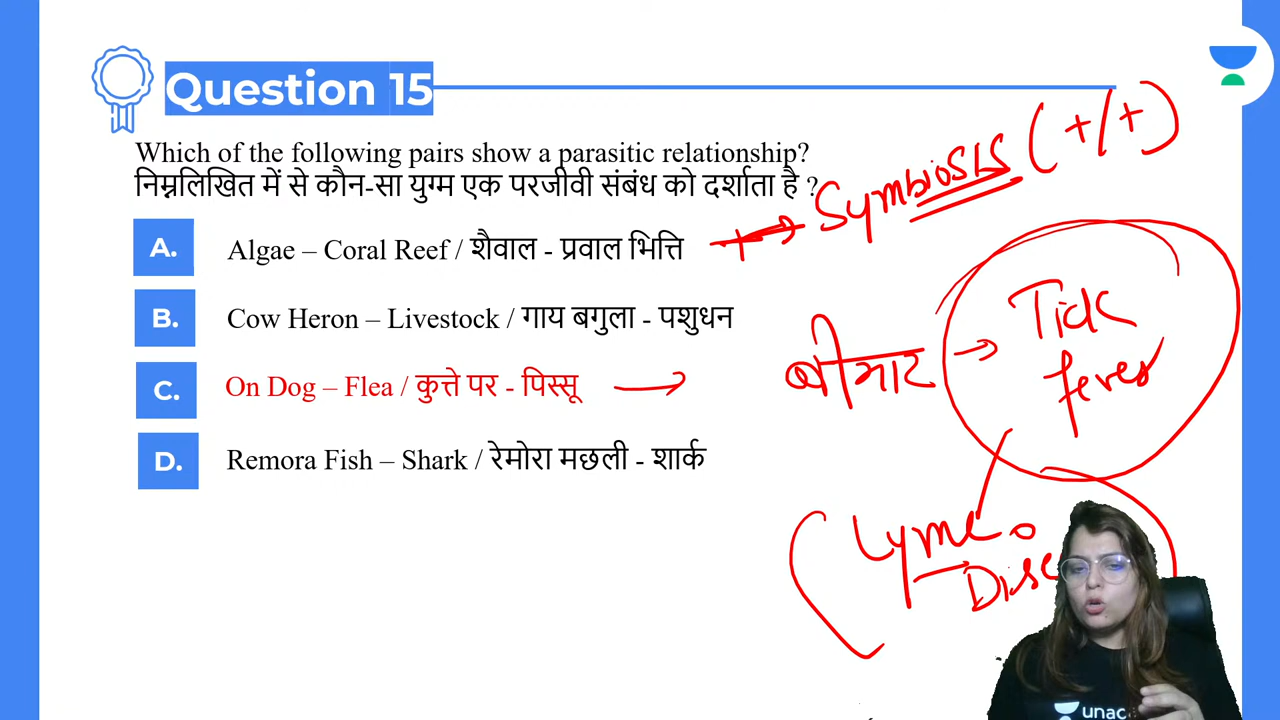 Question 15
Which of the following pairs show a parasitic relationship?
निम्नलिखित में से कौन-सा युग्म एक परजीवी संबंध को दर्शाता है ?
A. Algae – Coral Reef / शैवाल - प्रवाल भित्ति
B. Cow Heron – Livestock / गाय बगुला - पशुधन
C. On Dog – Flea / कुत्ते पर - पिस्सू
D. Remora Fish – Shark / रेमोरा मछली - शार्क
Symbiosis (+/+)
बीमार → Tick
fever
Lyme
unac